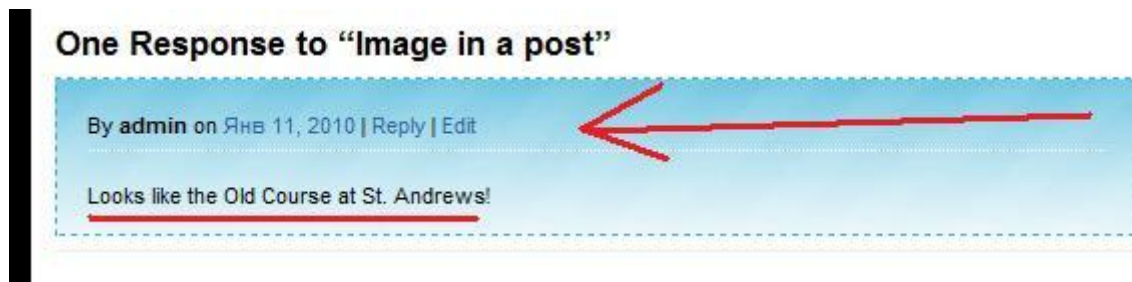 One Response to “Image in a post”
By admin on Янв 11, 2010 | Reply | Edit
Looks like the Old Course at St. Andrews!